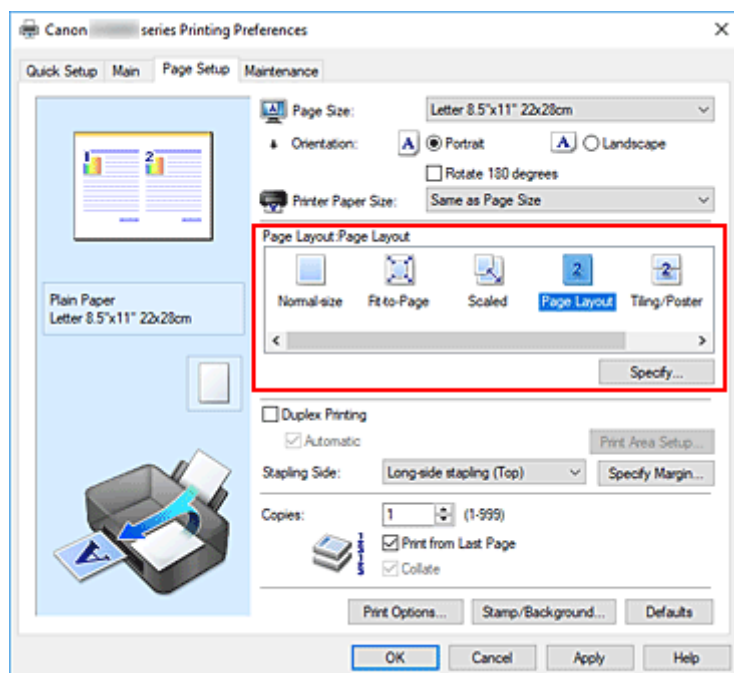 Canon series Printing Preferences
Quick Setup Main Page Setup Maintenance
1 2
Plain Paper
Letter 8.5"x11" 22x28cm
Page Size: Letter 8.5"x11" 22x28cm
Orientation: A Portrait A Landscape
Rotate 180 degrees
Printer Paper Size: Same as Page Size
Page Layout:Page Layout
2 2
Normal-size Fit-to-Page Scaled Page Layout Tiling/Poster
Specify...
Duplex Printing
Automatic Print Area Setup...
Stapling Side: Long-side stapling (Top) Specify Margin...
Copies: 1 (1-999)
Print from Last Page
Collate
A
Print Options... Stamp/Background... Defaults
OK Cancel Apply Help